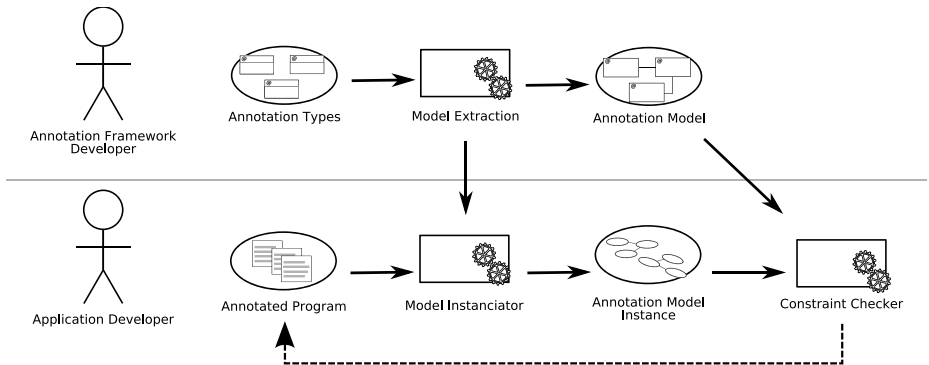 Annotation Types
Model Extraction
Annotation Model
Annotation Framework
Developer
Annotated Program
Model Instanciator
Annotation Model
Instance
Constraint Checker
Application Developer